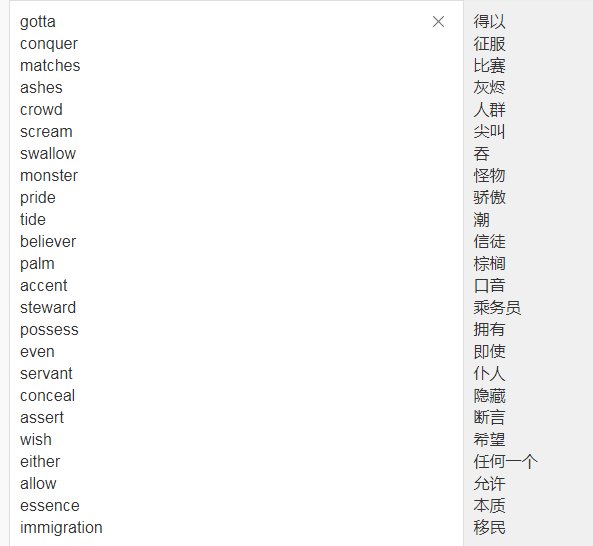 gotta
conquer
matches
ashes
crowd
scream
swallow
monster
pride
tide
believer
palm
accent
steward
possess
even
servant
conceal
assert
wish
either
allow
essence
immigration
得以
征服
比赛
灰烬
人群
尖叫
吞
怪物
骄傲
潮
信徒
棕榈
口音
乘务员
拥有
即使
仆人
隐藏
断言
希望
任何一个
允许
本质
移民